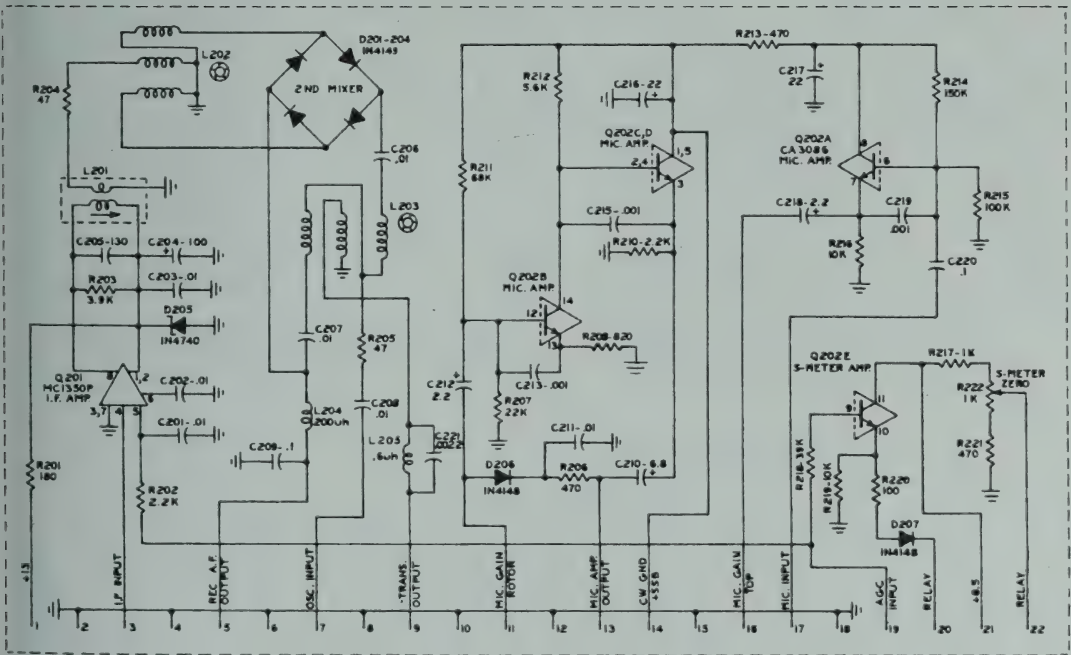 L202
D201-204
IN4149
2ND MIXER
R204
47
L201
C206
.01
L203
C205-130
C204-100
R203
3.9K
C203-.01
D205
IN4740
8
1,2
Q201
MC1350P
I.F. AMP
6
3,7
4
5
C202-.01
C201-.01
R201
180
R202
2.2K
C207
.01
R205
47
L204
200uh
C208
.01
C209-.1
L205
.6uh
C221
.0022
R213-470
R212
5.6K
C216-22
C217
22
R214
150K
Q202C,D
MIC. AMP.
1,5
2,4
3
Q202A
CA3086
MIC. AMP.
8
6
7
R211
68K
C215-.001
R210-2.2K
C218-2.2
C219
.001
R215
100K
R216
10K
C220
.1
Q202B
MIC. AMP.
14
12
13
R208-820
C213-.001
C212
2.2
R207
22K
C211-.01
D206
IN4148
R206
470
C210-6.8
Q202E
S-METER AMP.
11
9
10
R217-1K
S-METER
ZERO
R222
1K
R221
470
R218-39K
R219-10K
R220
100
D207
IN4148
+13
I.F INPUT
REC A.F.
OUTPUT
OSC. INPUT
-TRANS.
OUTPUT
MIC. GAIN
ROTOR
MIC. AMP.
OUTPUT
CW GND
+SSB
MIC. GAIN
TOP
MIC. INPUT
AGC
INPUT
RELAY
+8.5
RELAY
1 2 3 4 5 6 7 8 9 10 11 12 13 14 15 16 17 18 19 20 21 22